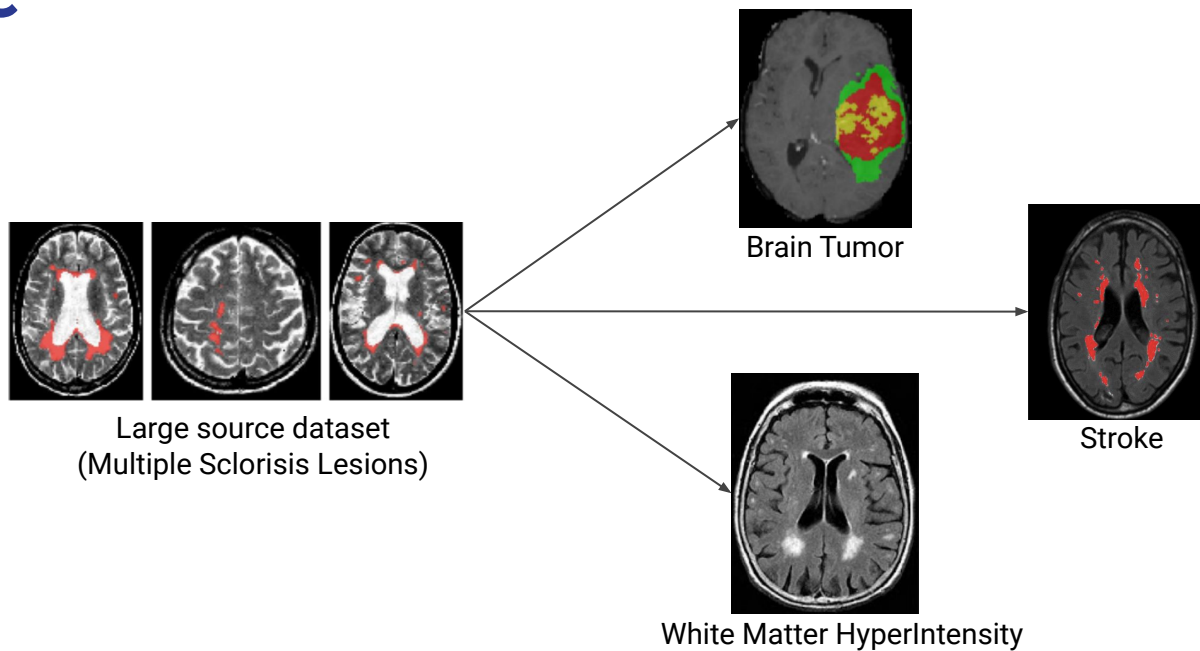 Brain Tumor
Large source dataset
(Multiple Sclorisis Lesions)
Stroke
White Matter HyperIntensity